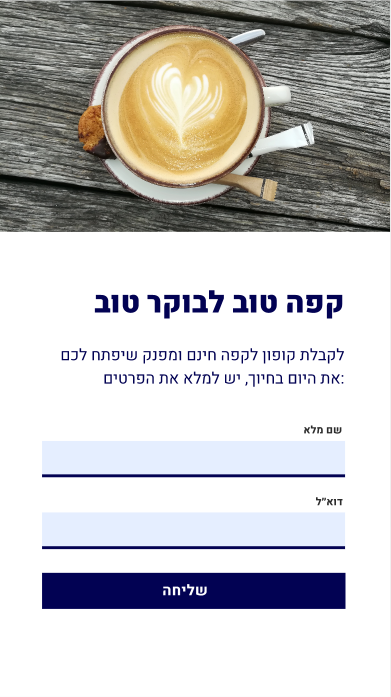 קפה טוב לבוקר טוב
לקבלת קופון לקפה חינם ומפנק שיפתח לכם
את היום בחיוך, יש למלא את הפרטים:
שם מלא
דוא״ל
שליחה